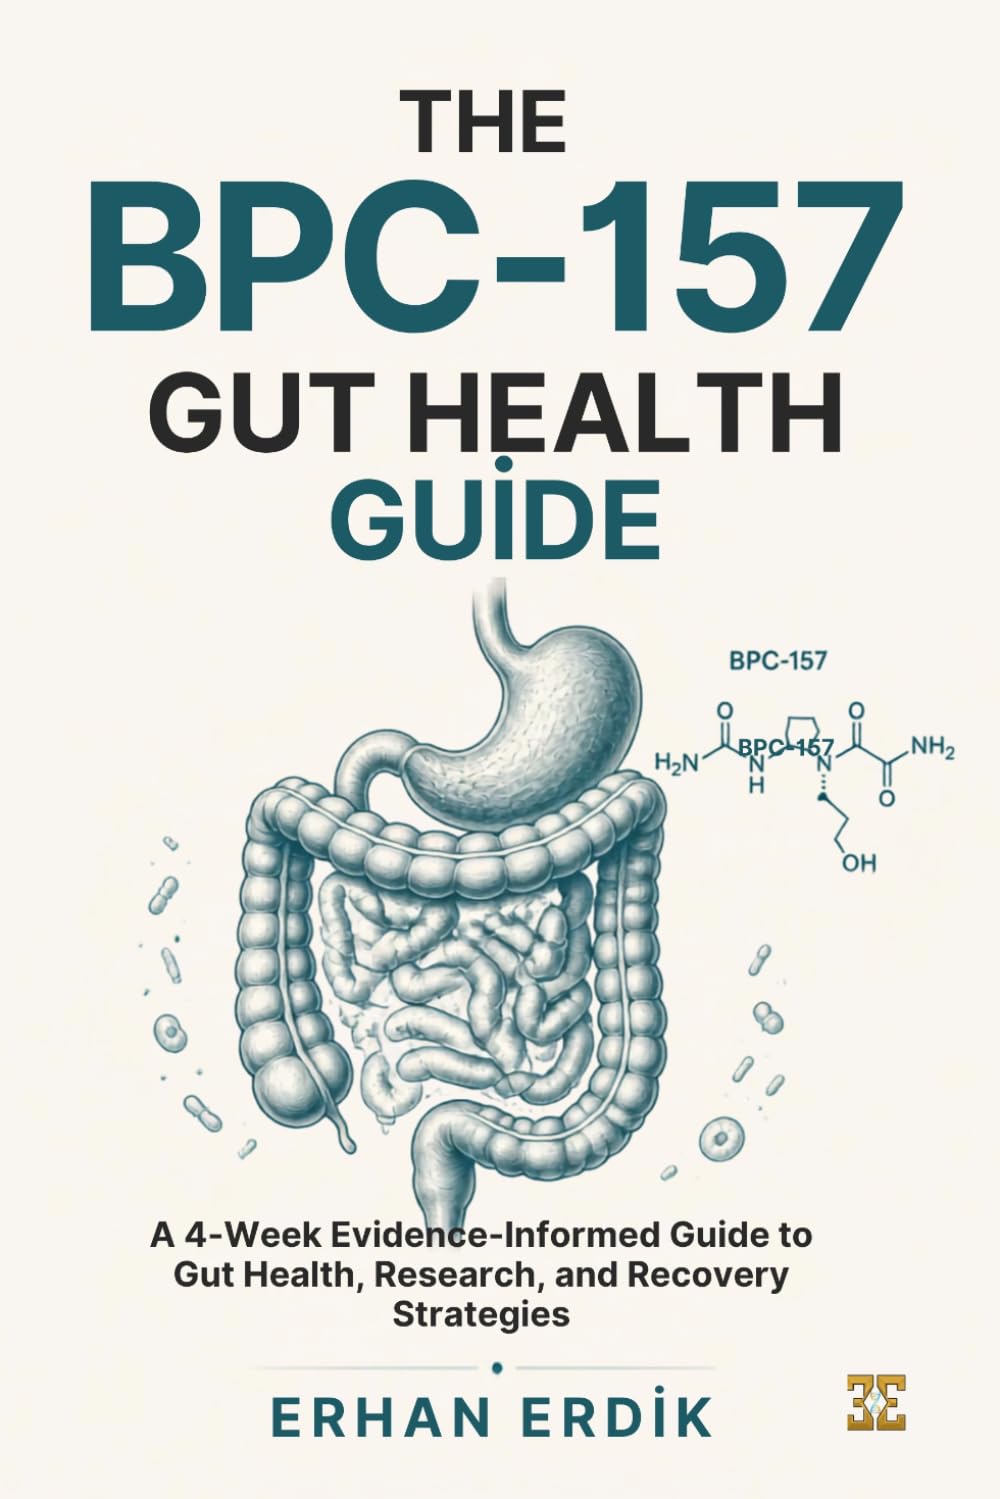 THE
BPC-157
GUT HEALTH
GUİDE
BPC-157
O
O
BPC-157
NH₂
H₂N
N
H
N
O
OH
A 4-Week Evidence-Informed Guide to
Gut Health, Research, and Recovery
Strategies
ERHAN ERDİK
3E